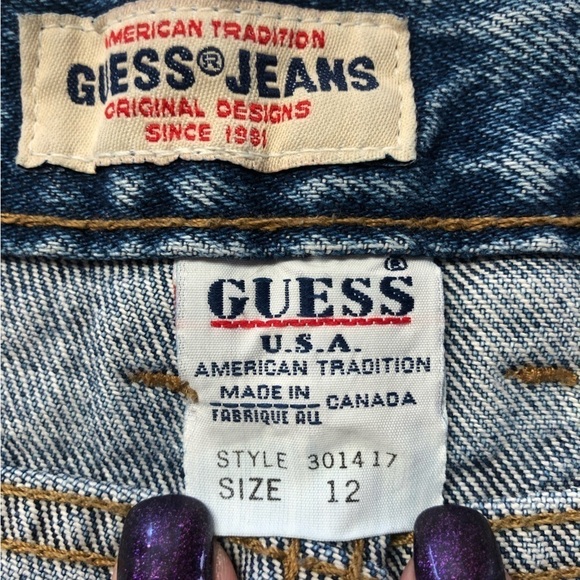 AMERICAN TRADITION
GUESS® JEANS
ORIGINAL DESIGNS
SINCE 1981
GUESS®
U.S.A.
AMERICAN TRADITION
MADE IN CANADA
FABRIQUE AU
STYLE 301417
SIZE 12